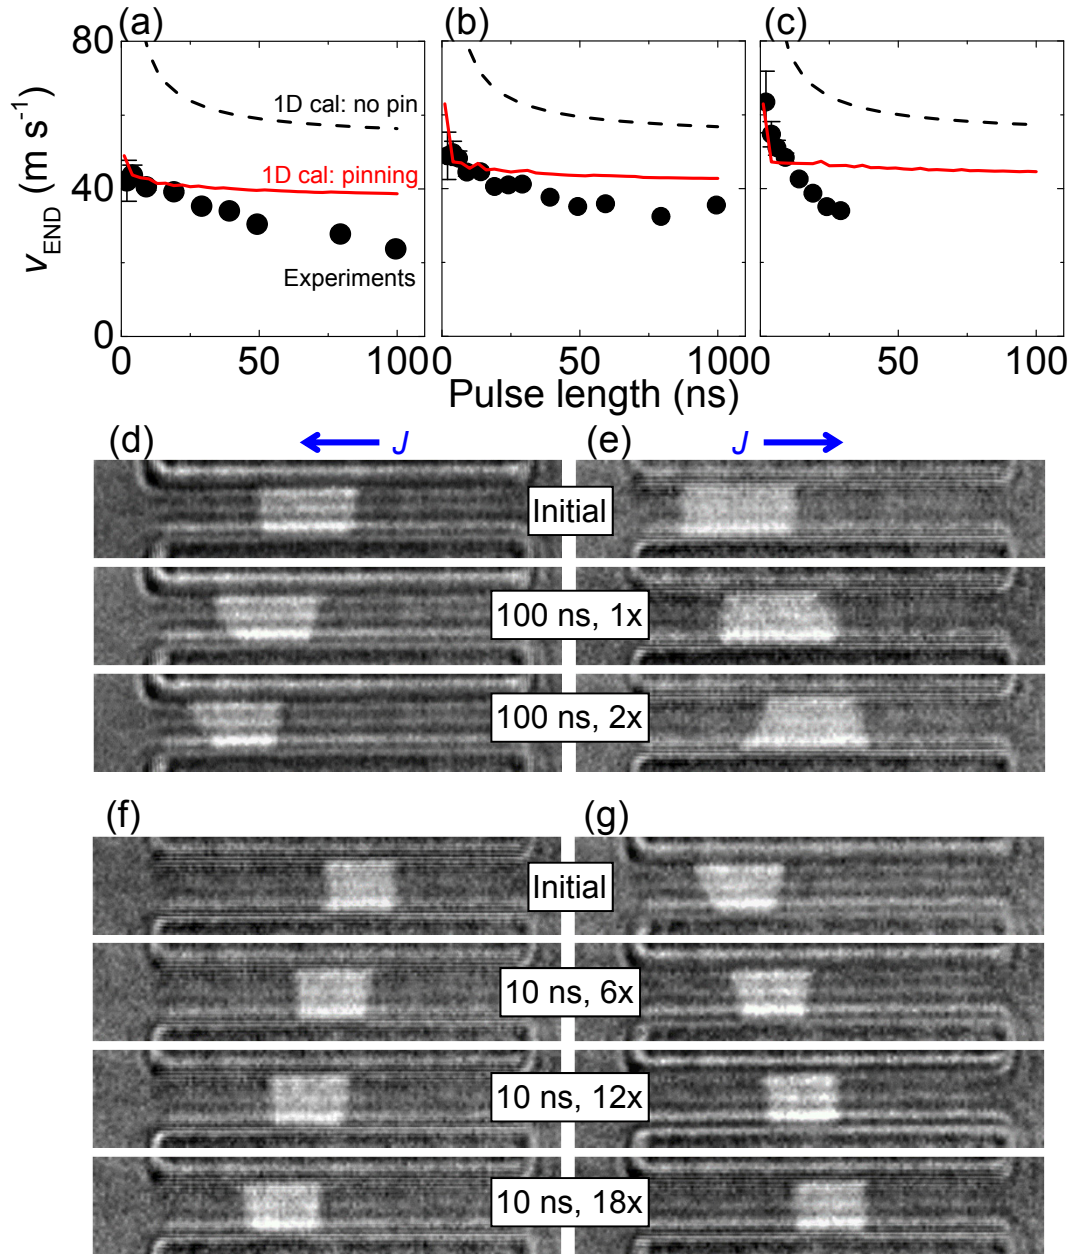 (a) (b) (c)
80
40
0
v_END (m s⁻¹)
1D cal: no pin
1D cal: pinning
Experiments
0 50 100 0 50 100 0 50 100
Pulse length (ns)
(d) J (e) J
Initial
100 ns, 1x
100 ns, 2x
(f) (g)
Initial
10 ns, 6x
10 ns, 12x
10 ns, 18x